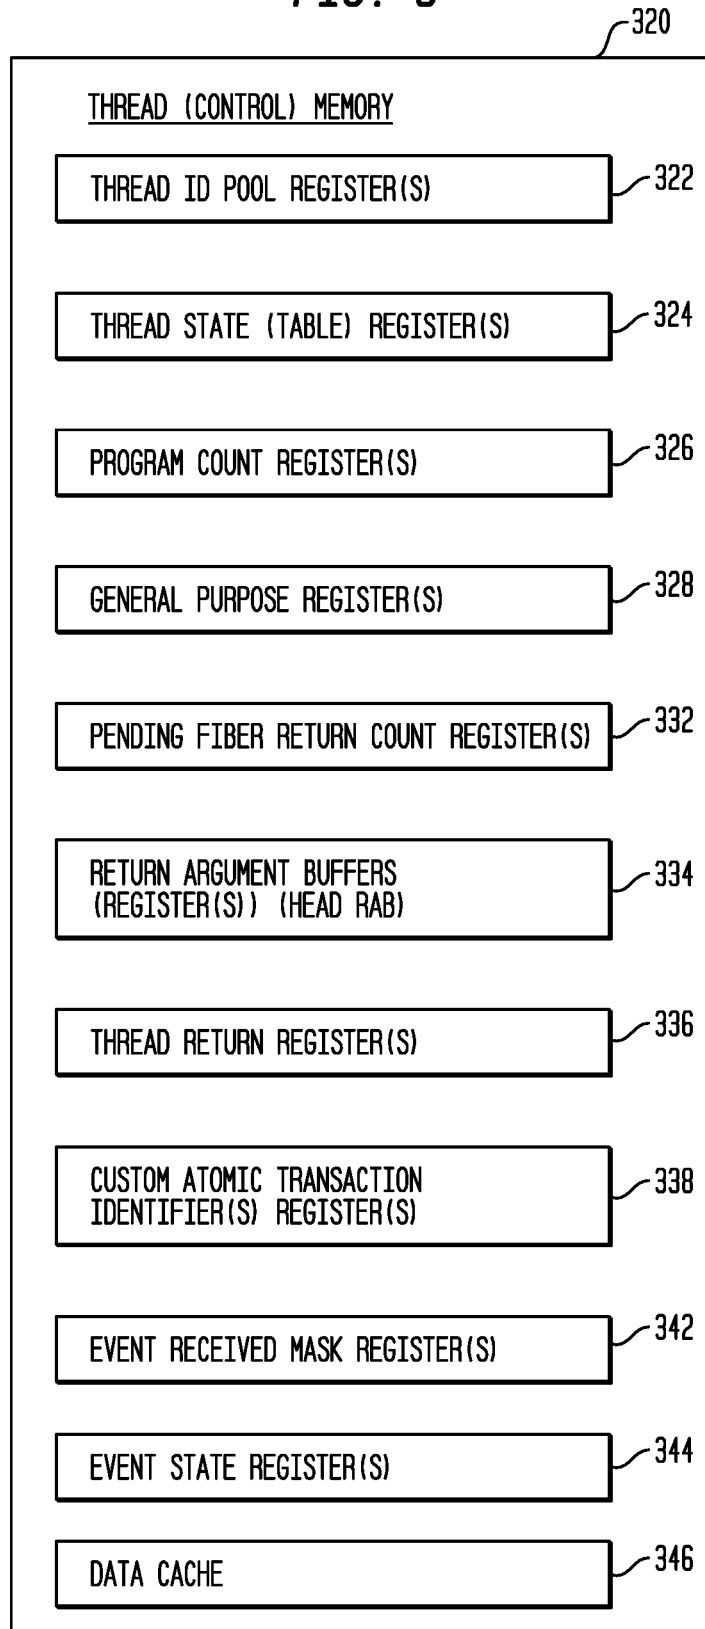 320
THREAD (CONTROL) MEMORY
THREAD ID POOL REGISTER(S)
322
THREAD STATE (TABLE) REGISTER(S)
324
PROGRAM COUNT REGISTER(S)
326
GENERAL PURPOSE REGISTER(S)
328
PENDING FIBER RETURN COUNT REGISTER(S)
332
RETURN ARGUMENT BUFFERS
(REGISTER(S)) (HEAD RAB)
334
THREAD RETURN REGISTER(S)
336
CUSTOM ATOMIC TRANSACTION
IDENTIFIER(S) REGISTER(S)
338
EVENT RECEIVED MASK REGISTER(S)
342
EVENT STATE REGISTER(S)
344
DATA CACHE
346